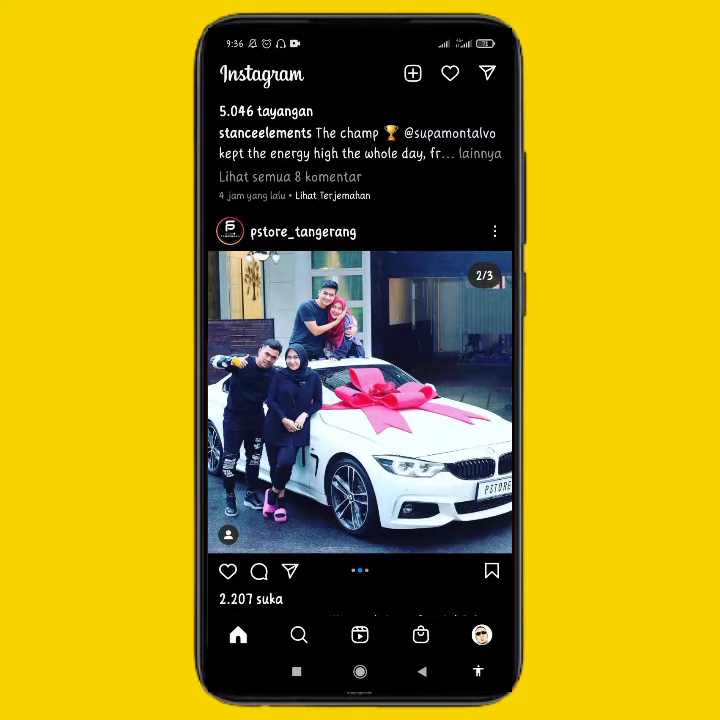 9:36
71
Instagram
5.046 tayangan
stanceelements The champ 🏆 @supamontalvo
kept the energy high the whole day, fr... lainnya
Lihat semua 8 komentar
4 jam yang lalu • Lihat Terjemahan
pstore_tangerang
2/3
PSTORE
2.207 suka